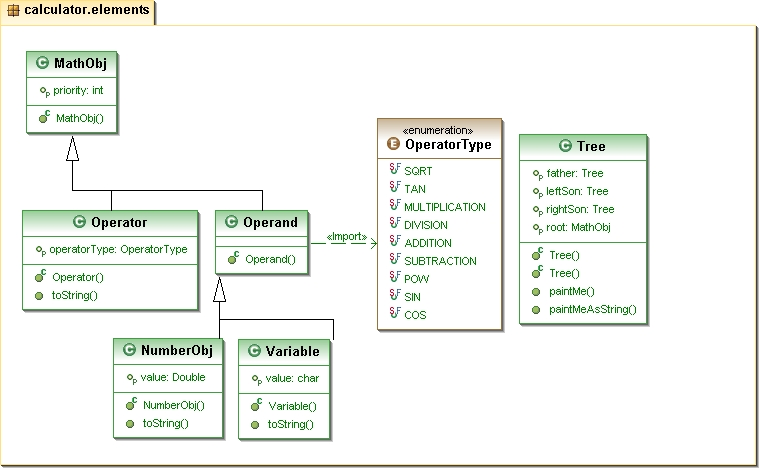 calculator.elements
MathObj
priority: int
MathObj()
Operator
operatorType: OperatorType
Operator()
toString()
Operand
Operand()
«Import»
NumberObj
value: Double
NumberObj()
toString()
Variable
value: char
Variable()
toString()
«enumeration»
OperatorType
SQRT
TAN
MULTIPLICATION
DIVISION
ADDITION
SUBTRACTION
POW
SIN
COS
Tree
father: Tree
leftSon: Tree
rightSon: Tree
root: MathObj
Tree()
Tree()
paintMe()
paintMeAsString()